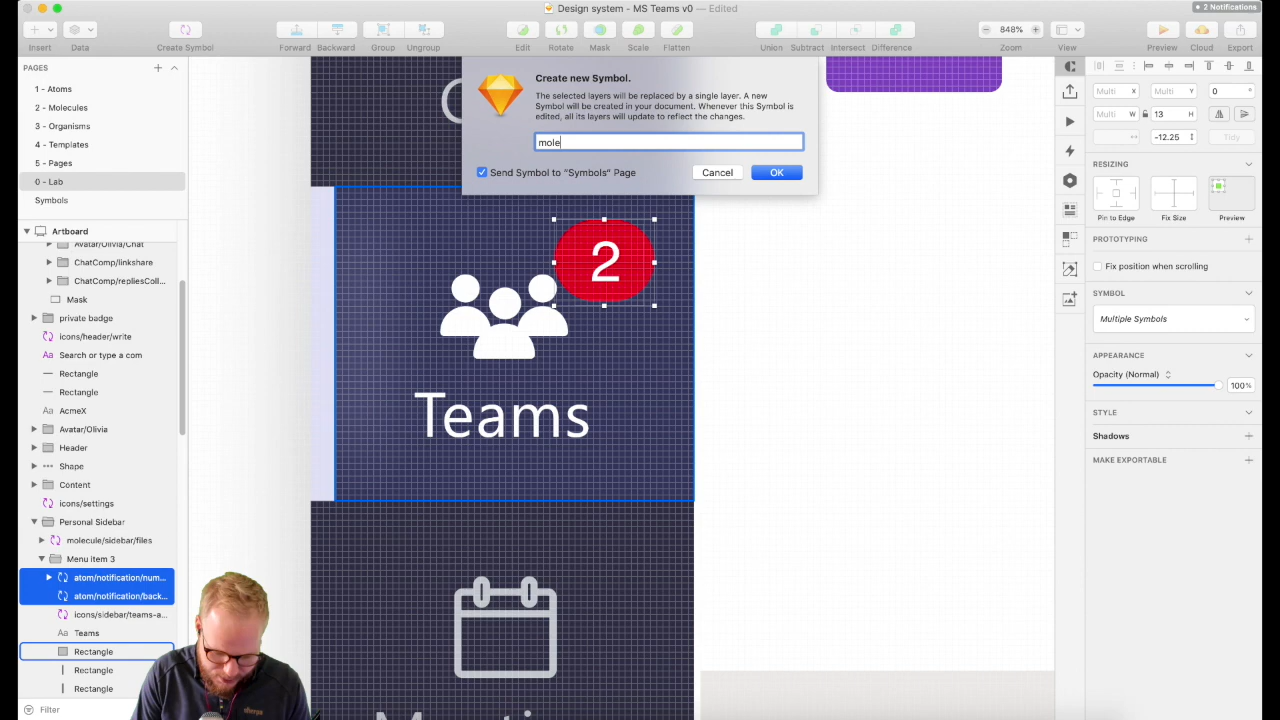 Design system - MS Teams v0 — Edited
2 Notifications
Insert
Data
Create Symbol
Forward
Backward
Group
Ungroup
Edit
Rotate
Mask
Scale
Flatten
Union
Subtract
Intersect
Difference
848%
Zoom
View
Preview
Cloud
Export
PAGES
1 - Atoms
2 - Molecules
3 - Organisms
4 - Templates
5 - Pages
0 - Lab
Symbols
Artboard
Avatar/Olivia/Chat
ChatComp/linkshare
ChatComp/repliesColl...
Mask
private badge
icons/header/write
Search or type a com
Rectangle
Rectangle
AcmeX
Avatar/Olivia
Header
Shape
Content
icons/settings
Personal Sidebar
molecule/sidebar/files
Menu item 3
atom/notification/num...
atom/notification/back...
icons/sidebar/teams-a...
Teams
Rectangle
Rectangle
Rectangle
Filter
Create new Symbol.
The selected layers will be replaced by a single layer. A new
Symbol will be created in your document. Whenever this Symbol is
edited, all its layers will update to reflect the changes.
mole
Send Symbol to “Symbols” Page
Cancel
OK
2
Teams
Multi X
Multi Y
0 °
Multi W
13 H
-12.25
Tidy
RESIZING
Pin to Edge
Fix Size
Preview
PROTOTYPING
Fix position when scrolling
SYMBOL
Multiple Symbols
APPEARANCE
Opacity (Normal)
100%
STYLE
Shadows
MAKE EXPORTABLE